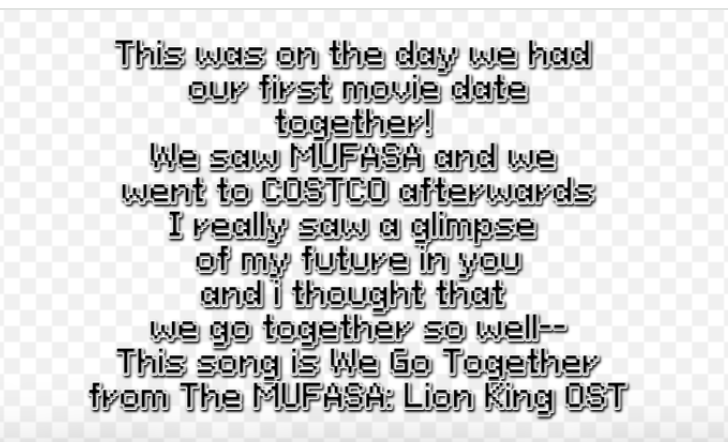 This was on the day we had
our first movie date
together!
We saw MUFASA and we
went to COSTCO afterwards
I really saw a glimpse
of my future in you
and i thought that
we go together so well--
This song is We Go Together
from The MUFASA: Lion King OST